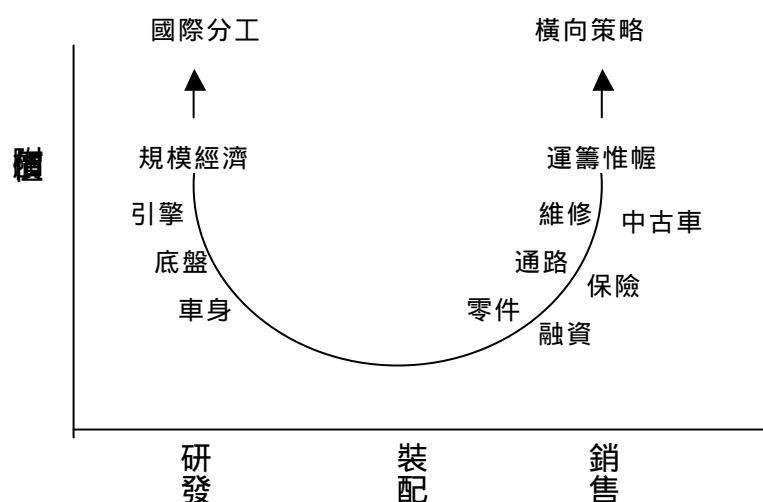 國際分工
橫向策略
規模經濟
運籌惟幄
引擎
維修
中古車
底盤
通路
保險
車身
零件
融資
研發
裝配
銷售